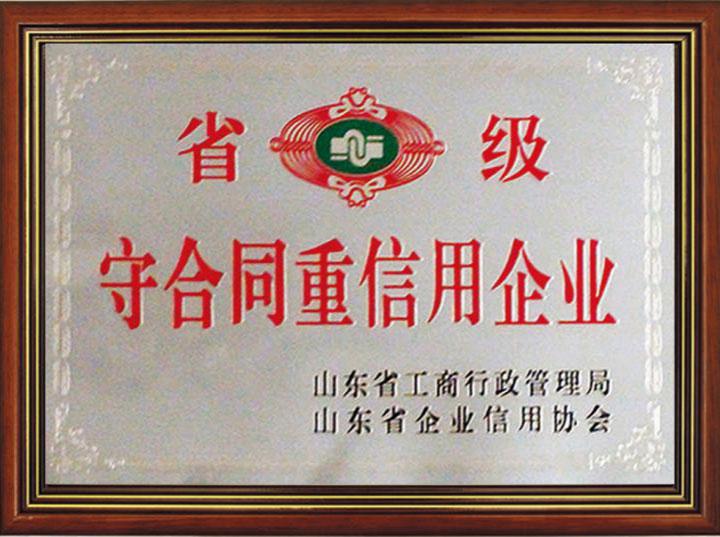 省 级
守合同重信用企业
山东省工商行政管理局
山东省企业信用协会